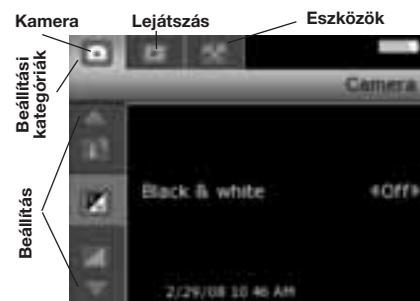 Kamera
Lejátszás
Eszközök
Beállítási
kategóriák
Camera
Beállítás
Black & white
Off
2/29/08 10 46 AM